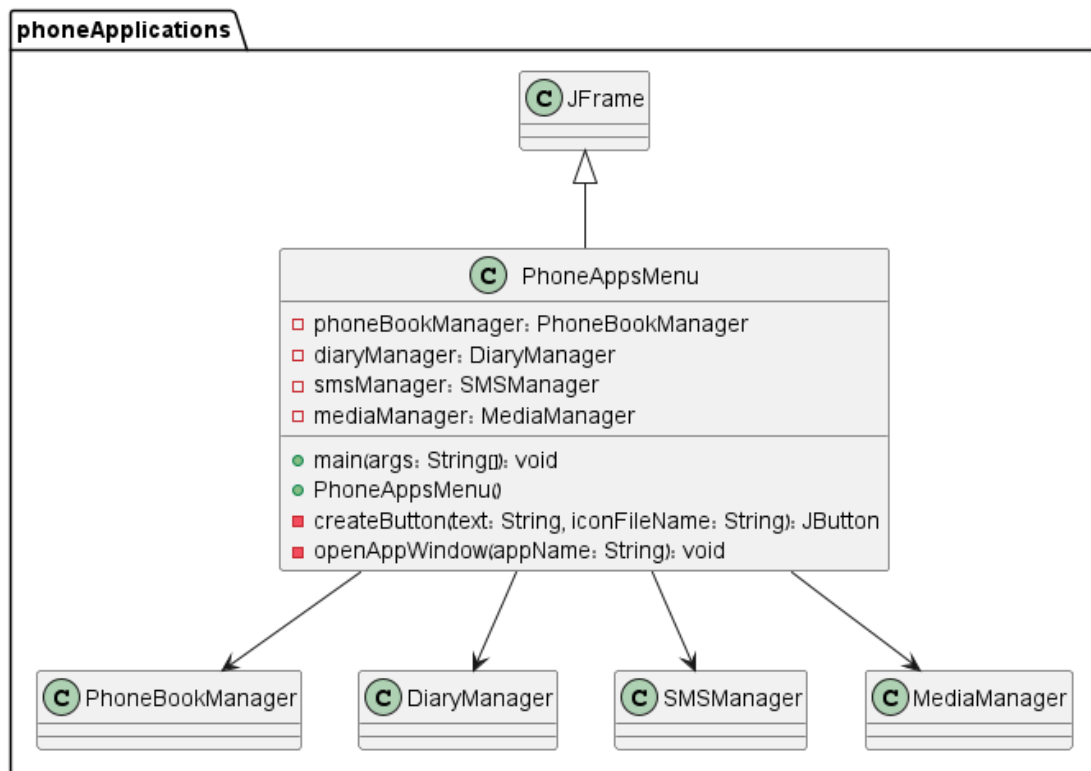 phoneApplications
C JFrame
C PhoneAppsMenu
phoneBookManager: PhoneBookManager
diaryManager: DiaryManager
smsManager: SMSManager
mediaManager: MediaManager
main(args: String[]): void
PhoneAppsMenu()
createButton(text: String, iconFileName: String): JButton
openAppWindow(appName: String): void
C PhoneBookManager
C DiaryManager
C SMSManager
C MediaManager